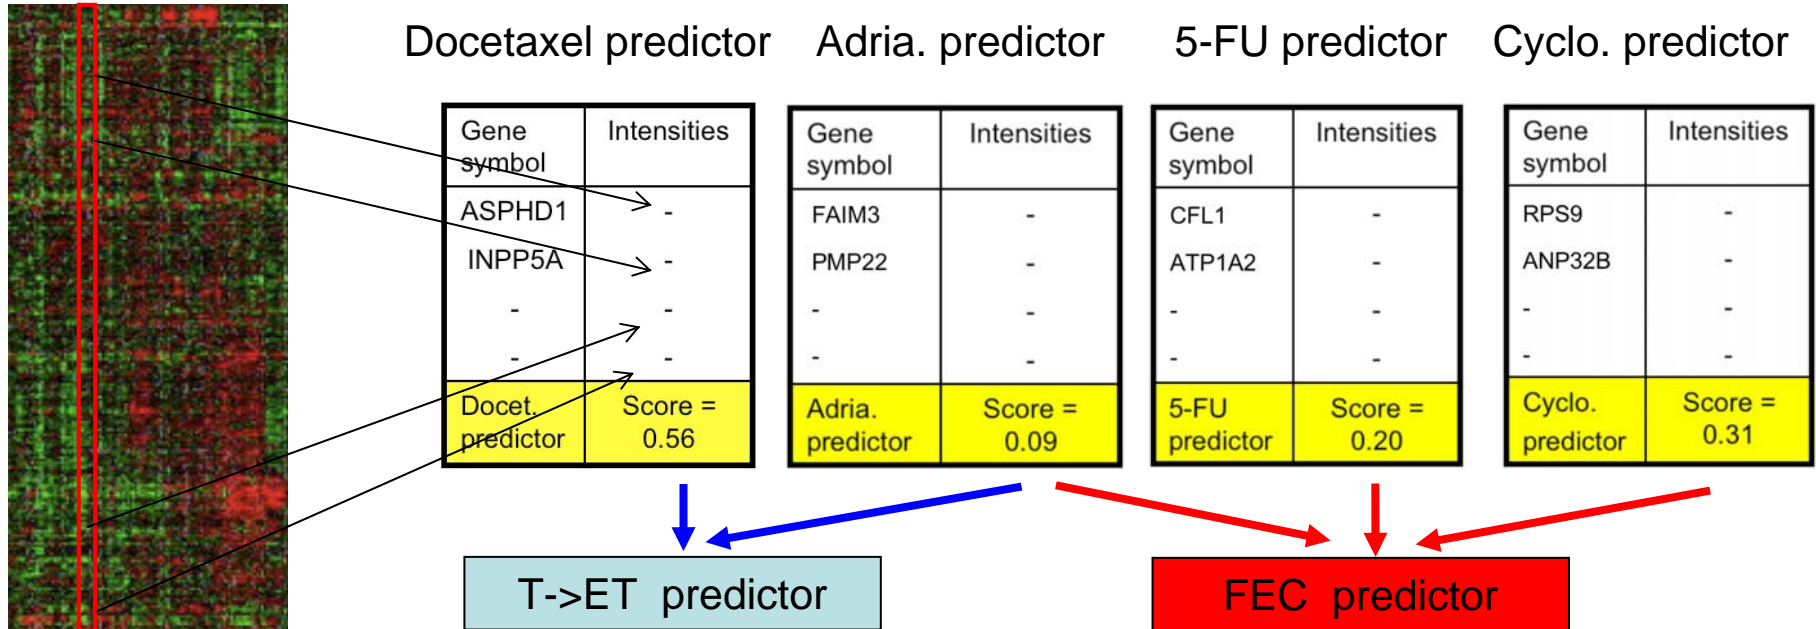 Docetaxel predictor Adria. predictor 5-FU predictor Cyclo. predictor
Gene symbol Intensities
ASPHD1 -
INPP5A -
- -
- -
Docet. predictor Score = 0.56
Gene symbol Intensities
FAIM3 -
PMP22 -
- -
- -
Adria. predictor Score = 0.09
Gene symbol Intensities
CFL1 -
ATP1A2 -
- -
- -
5-FU predictor Score = 0.20
Gene symbol Intensities
RPS9 -
ANP32B -
- -
- -
Cyclo. predictor Score = 0.31
T->ET predictor
FEC predictor